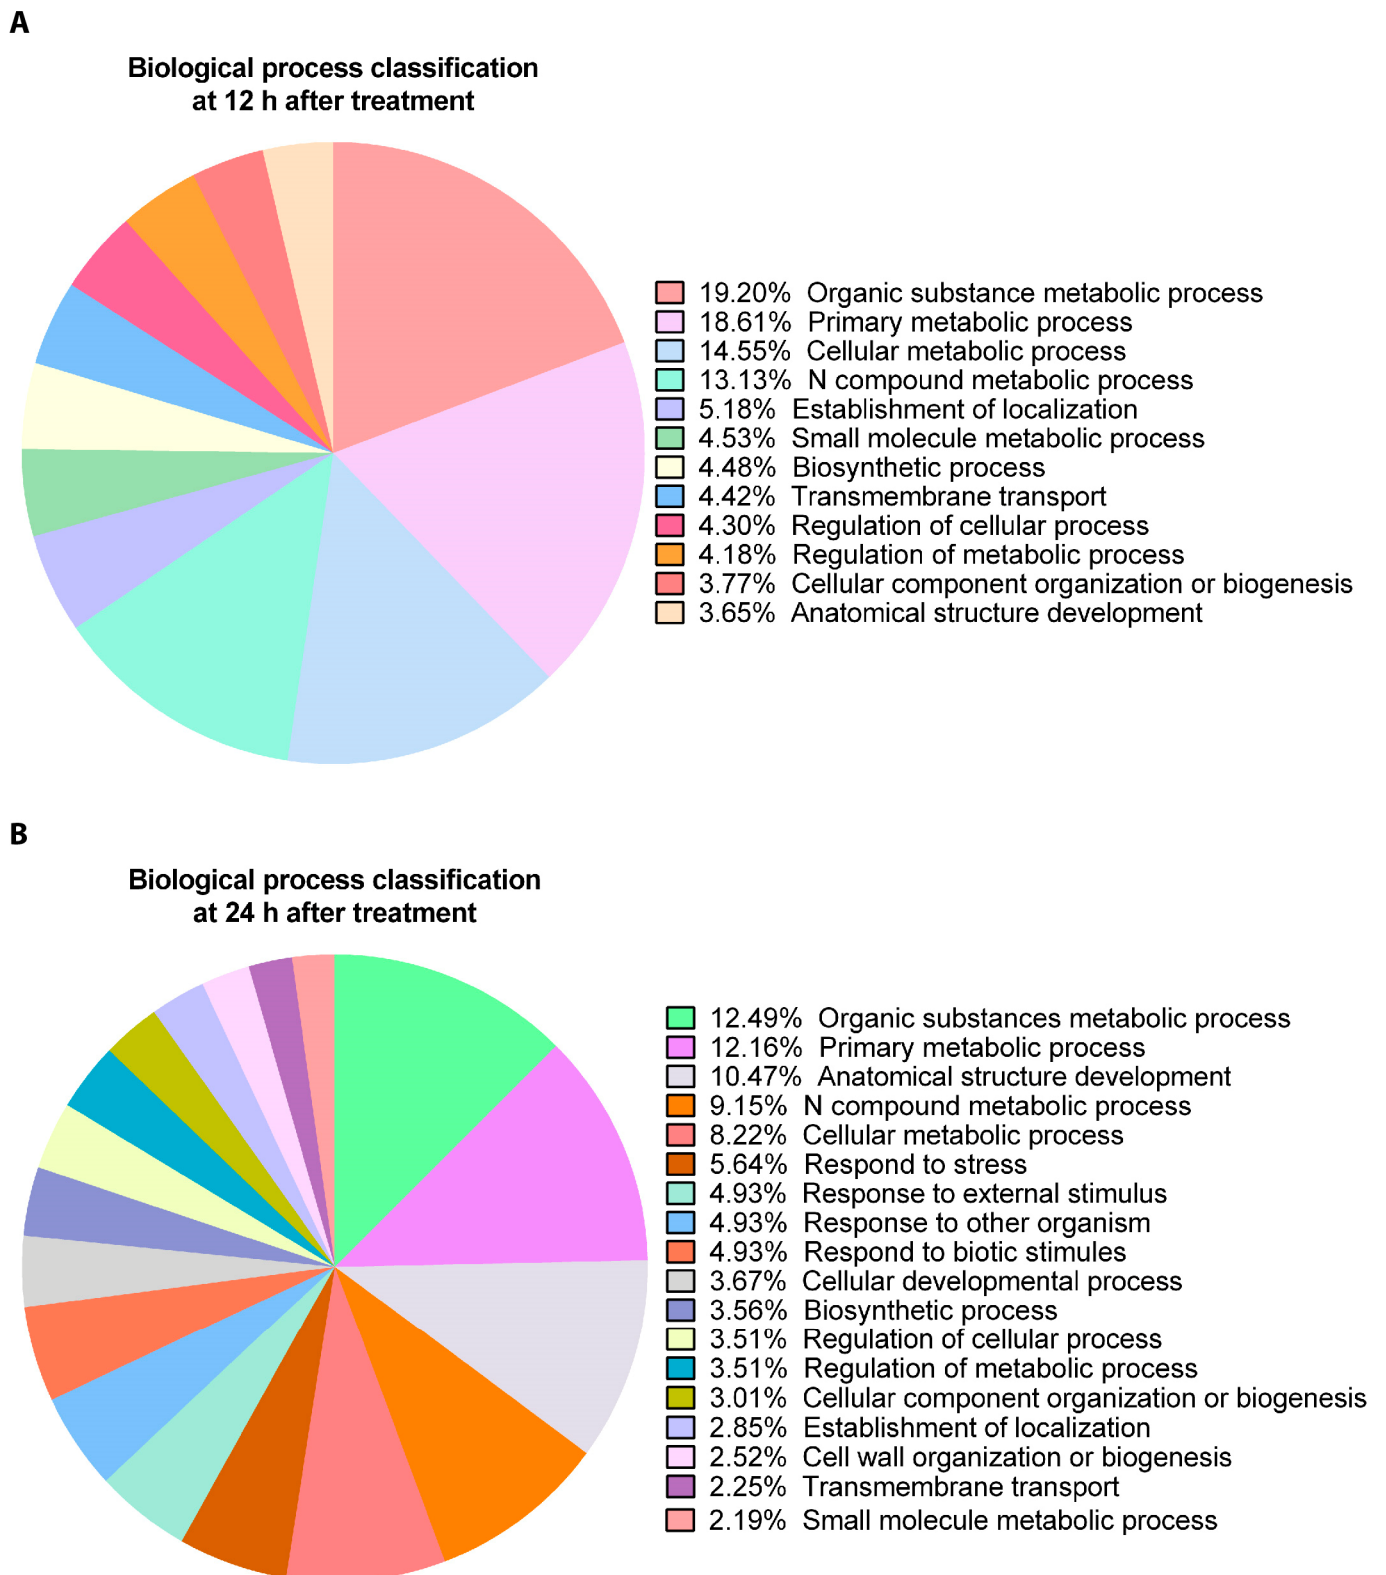 A
Biological process classification
at 12 h after treatment
19.20% Organic substance metabolic process
18.61% Primary metabolic process
14.55% Cellular metabolic process
13.13% N compound metabolic process
5.18% Establishment of localization
4.53% Small molecule metabolic process
4.48% Biosynthetic process
4.42% Transmembrane transport
4.30% Regulation of cellular process
4.18% Regulation of metabolic process
3.77% Cellular component organization or biogenesis
3.65% Anatomical structure development
B
Biological process classification
at 24 h after treatment
12.49% Organic substances metabolic process
12.16% Primary metabolic process
10.47% Anatomical structure development
9.15% N compound metabolic process
8.22% Cellular metabolic process
5.64% Respond to stress
4.93% Response to external stimulus
4.93% Response to other organism
4.93% Respond to biotic stimules
3.67% Cellular developmental process
3.56% Biosynthetic process
3.51% Regulation of cellular process
3.51% Regulation of metabolic process
3.01% Cellular component organization or biogenesis
2.85% Establishment of localization
2.52% Cell wall organization or biogenesis
2.25% Transmembrane transport
2.19% Small molecule metabolic process